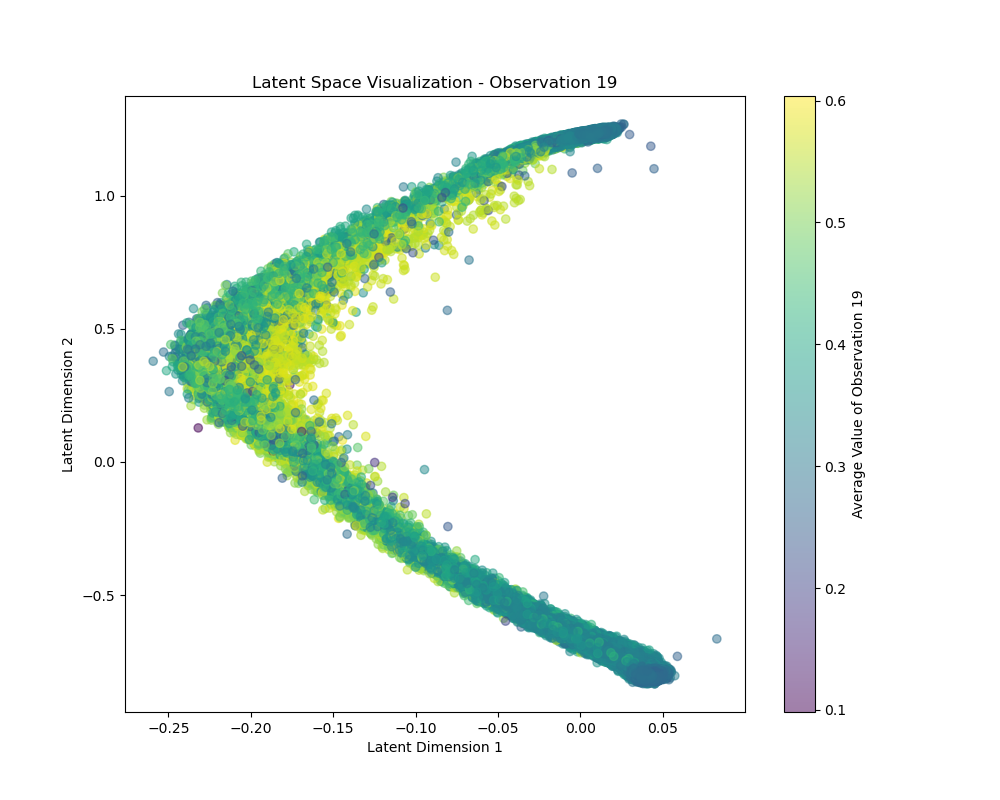 Latent Space Visualization - Observation 19
Latent Dimension 2
1.0
0.5
0.0
−0.5
−0.25 −0.20 −0.15 −0.10 −0.05 0.00 0.05
Latent Dimension 1
0.6
0.5
0.4
0.3
0.2
0.1
Average Value of Observation 19